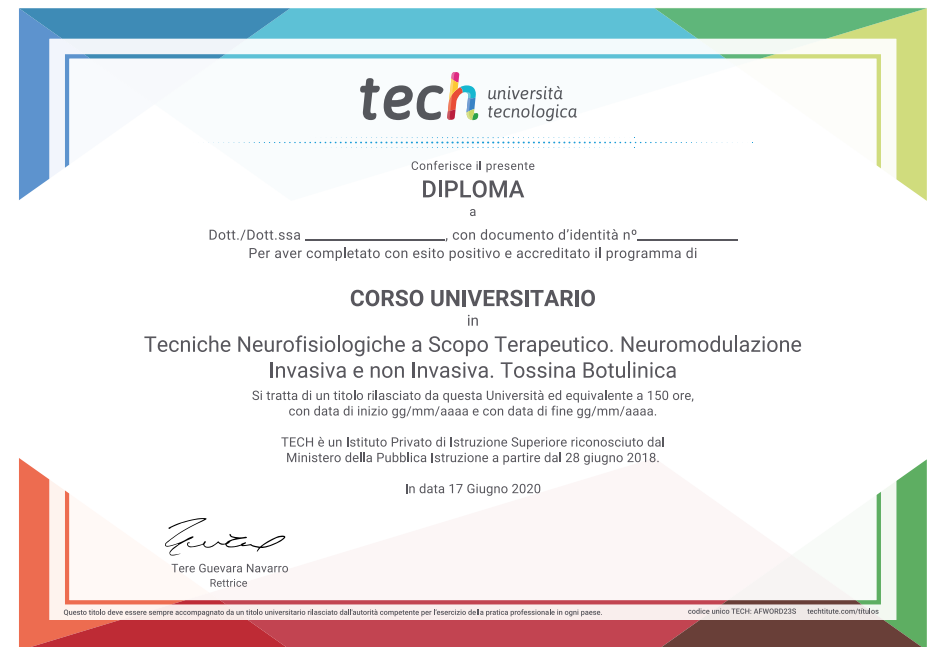 tech università
tecnologica
Conferisce il presente
DIPLOMA
a
Dott./Dott.ssa ____________________, con documento d'identità nº______________
Per aver completato con esito positivo e accreditato il programma di
CORSO UNIVERSITARIO
in
Tecniche Neurofisiologiche a Scopo Terapeutico. Neuromodulazione
Invasiva e non Invasiva. Tossina Botulinica
Si tratta di un titolo rilasciato da questa Università ed equivalente a 150 ore,
con data di inizio gg/mm/aaaa e con data di fine gg/mm/aaaa.
TECH è un Istituto Privato di Istruzione Superiore riconosciuto dal
Ministero della Pubblica Istruzione a partire dal 28 giugno 2018.
In data 17 Giugno 2020
Tere Guevara Navarro
Rettrice
Questo titolo deve essere sempre accompagnato da un titolo universitario rilasciato dall'autorità competente per l'esercizio della pratica professionale in ogni paese.
codice unico TECH: AFWORD23S techtitute.com/titulos